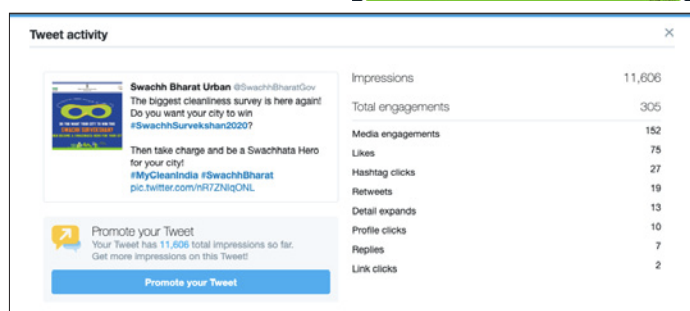 Tweet activity
Swachh Bharat Urban @SwachhBharatGov
The biggest cleanliness survey is here again!
Do you want your city to win
#SwachhSurvekshan2020?
Then take charge and be a Swachhata Hero
for your city!
#MyCleanIndia #SwachhBharat
pic.twitter.com/nR7ZNlqONL
Promote your Tweet
Your Tweet has 11,606 total impressions so far.
Get more impressions on this Tweet!
Promote your Tweet
Impressions 11,606
Total engagements 305
Media engagements 152
Likes 75
Hashtag clicks 27
Retweets 19
Detail expands 13
Profile clicks 10
Replies 7
Link clicks 2